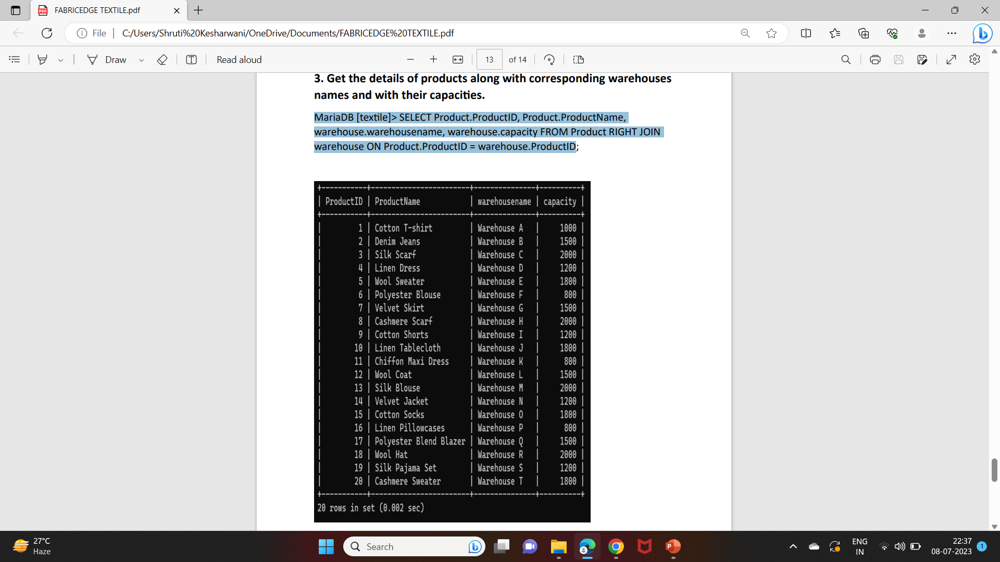 FABRICEDGE TEXTILE.pdf
File
C:/Users/Shruti%20Kesharwani/OneDrive/Documents/FABRICEDGE%20TEXTILE.pdf
Draw
Read aloud
13 of 14
3. Get the details of products along with corresponding warehouses
names and with their capacities.
MariaDB [textile]> SELECT Product.ProductID, Product.ProductName,
warehouse.warehousename, warehouse.capacity FROM Product RIGHT JOIN
warehouse ON Product.ProductID = warehouse.ProductID;
+-----------+------------------------+---------------+----------+
| ProductID | ProductName            | warehousename | capacity |
+-----------+------------------------+---------------+----------+
|         1 | Cotton T-shirt         | Warehouse A   |     1000 |
|         2 | Denim Jeans            | Warehouse B   |     1500 |
|         3 | Silk Scarf             | Warehouse C   |     2000 |
|         4 | Linen Dress            | Warehouse D   |     1200 |
|         5 | Wool Sweater           | Warehouse E   |     1800 |
|         6 | Polyester Blouse       | Warehouse F   |      800 |
|         7 | Velvet Skirt           | Warehouse G   |     1500 |
|         8 | Cashmere Scarf         | Warehouse H   |     2000 |
|         9 | Cotton Shorts          | Warehouse I   |     1200 |
|        10 | Linen Tablecloth       | Warehouse J   |     1800 |
|        11 | Chiffon Maxi Dress     | Warehouse K   |      800 |
|        12 | Wool Coat              | Warehouse L   |     1500 |
|        13 | Silk Blouse            | Warehouse M   |     2000 |
|        14 | Velvet Jacket          | Warehouse N   |     1200 |
|        15 | Cotton Socks           | Warehouse O   |     1800 |
|        16 | Linen Pillowcases      | Warehouse P   |      800 |
|        17 | Polyester Blend Blazer | Warehouse Q   |     1500 |
|        18 | Wool Hat               | Warehouse R   |     2000 |
|        19 | Silk Pajama Set        | Warehouse S   |     1200 |
|        20 | Cashmere Sweater       | Warehouse T   |     1800 |
+-----------+------------------------+---------------+----------+
20 rows in set (0.002 sec)
27°C
Haze
Search
ENG
IN
22:37
08-07-2023
1